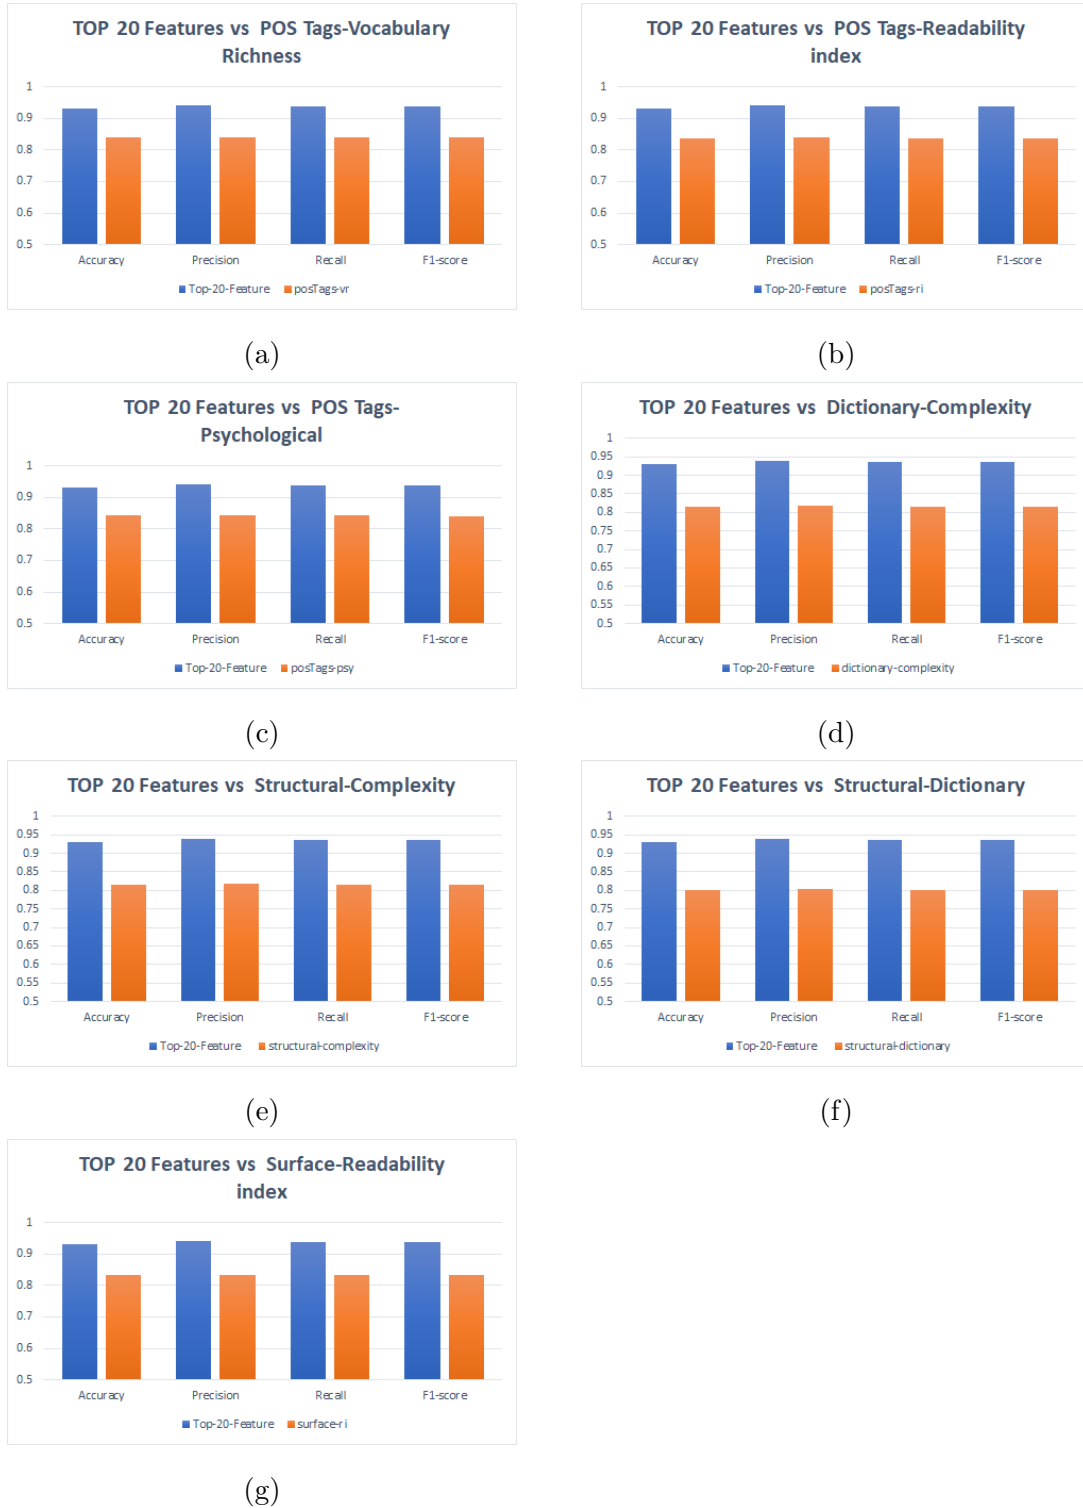 TOP 20 Features vs POS Tags-Vocabulary
Richness
1
0.9
0.8
0.7
0.6
0.5
Accuracy Precision Recall F1-score
Top-20-Feature posTags-vr
(a)
TOP 20 Features vs POS Tags-Readability
index
1
0.9
0.8
0.7
0.6
0.5
Accuracy Precision Recall F1-score
Top-20-Feature posTags-ri
(b)
TOP 20 Features vs POS Tags-
Psychological
1
0.9
0.8
0.7
0.6
0.5
Accuracy Precision Recall F1-score
Top-20-Feature posTags-psy
(c)
TOP 20 Features vs Dictionary-Complexity
1
0.95
0.9
0.85
0.8
0.75
0.7
0.65
0.6
0.55
0.5
Accuracy Precision Recall F1-score
Top-20-Feature dictionary-complexity
(d)
TOP 20 Features vs Structural-Complexity
1
0.95
0.9
0.85
0.8
0.75
0.7
0.65
0.6
0.55
0.5
Accuracy Precision Recall F1-score
Top-20-Feature structural-complexity
(e)
TOP 20 Features vs Structural-Dictionary
1
0.95
0.9
0.85
0.8
0.75
0.7
0.65
0.6
0.55
0.5
Accuracy Precision Recall F1-score
Top-20-Feature structural-dictionary
(f)
TOP 20 Features vs Surface-Readability
index
1
0.9
0.8
0.7
0.6
0.5
Accuracy Precision Recall F1-score
Top-20-Feature surface-ri
(g)